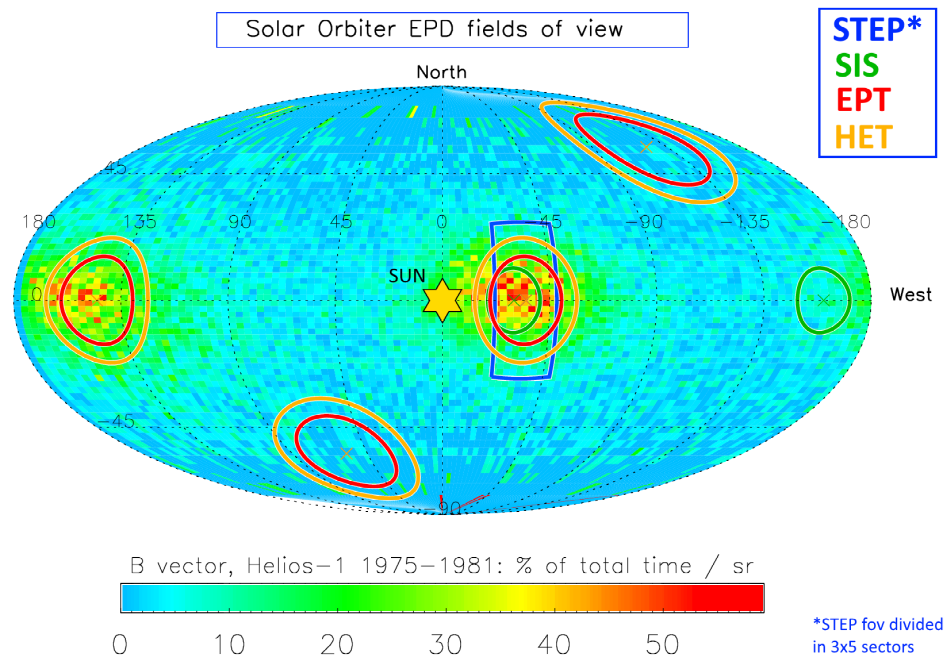 Solar Orbiter EPD fields of view
STEP*
SIS
EPT
HET
North
45
180 135 90 45 0 −45 −90 −135 −180
SUN
0
West
−45
−90
B vector, Helios−1 1975−1981: % of total time / sr
0 10 20 30 40 50
*STEP fov divided
in 3x5 sectors